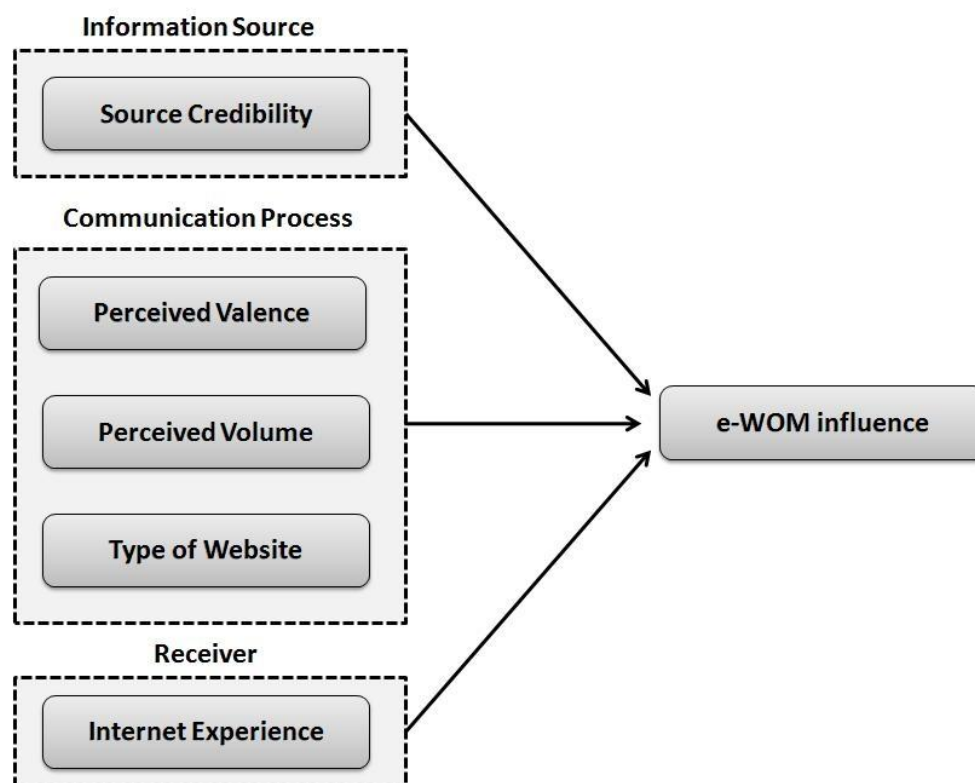 Information Source
Source Credibility
Communication Process
Perceived Valence
Perceived Volume
Type of Website
Receiver
Internet Experience
e-WOM influence